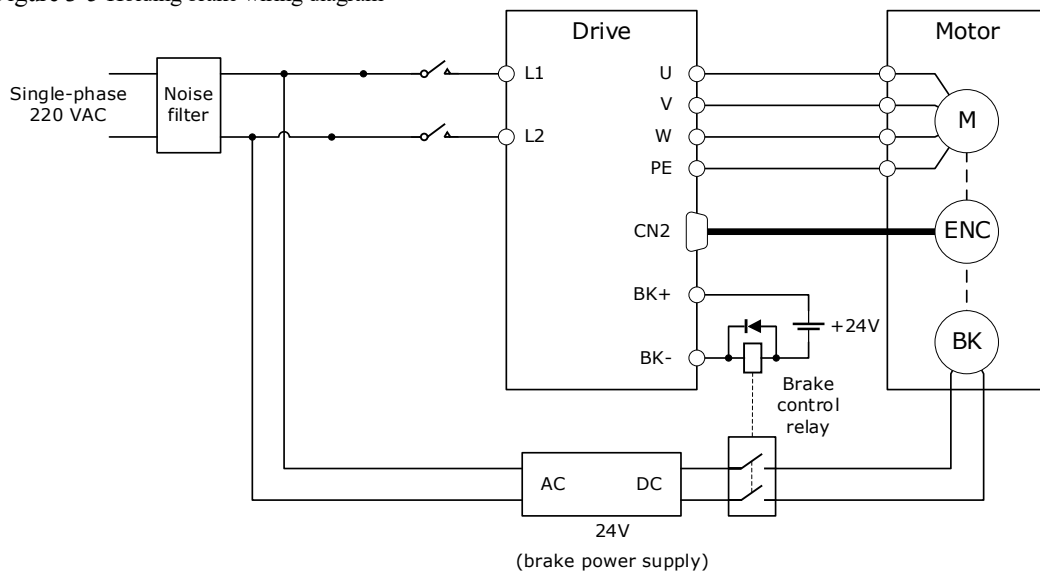 Drive
Motor
Single-phase
220 VAC
Noise
filter
L1
L2
U
V
W
PE
CN2
BK+
BK-
M
ENC
BK
+24V
Brake
control
relay
AC
DC
24V
(brake power supply)